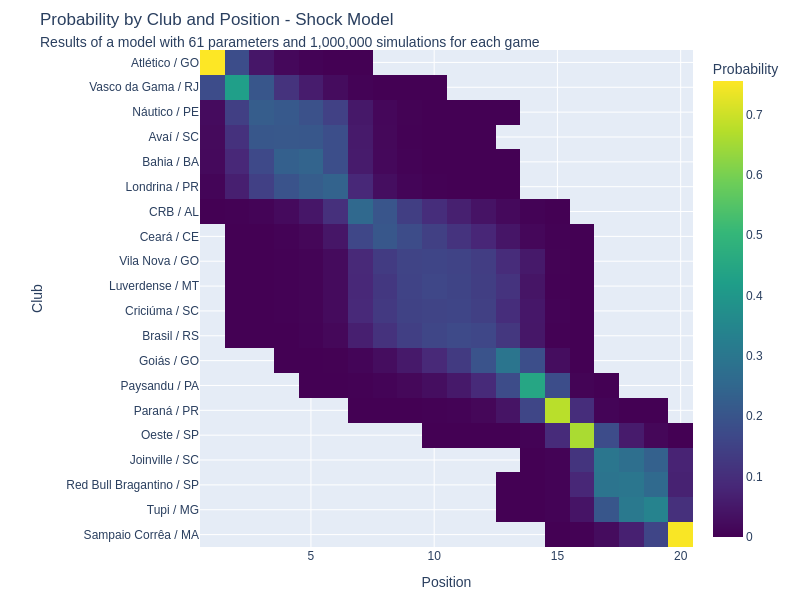 Probability by Club and Position - Shock Model
Results of a model with 61 parameters and 1,000,000 simulations for each game
Probability
Club
Atlético / GO
Vasco da Gama / RJ
Náutico / PE
Avaí / SC
Bahia / BA
Londrina / PR
CRB / AL
Ceará / CE
Vila Nova / GO
Luverdense / MT
Criciúma / SC
Brasil / RS
Goiás / GO
Paysandu / PA
Paraná / PR
Oeste / SP
Joinville / SC
Red Bull Bragantino / SP
Tupi / MG
Sampaio Corrêa / MA
0.7
0.6
0.5
0.4
0.3
0.2
0.1
0
5 10 15 20
Position